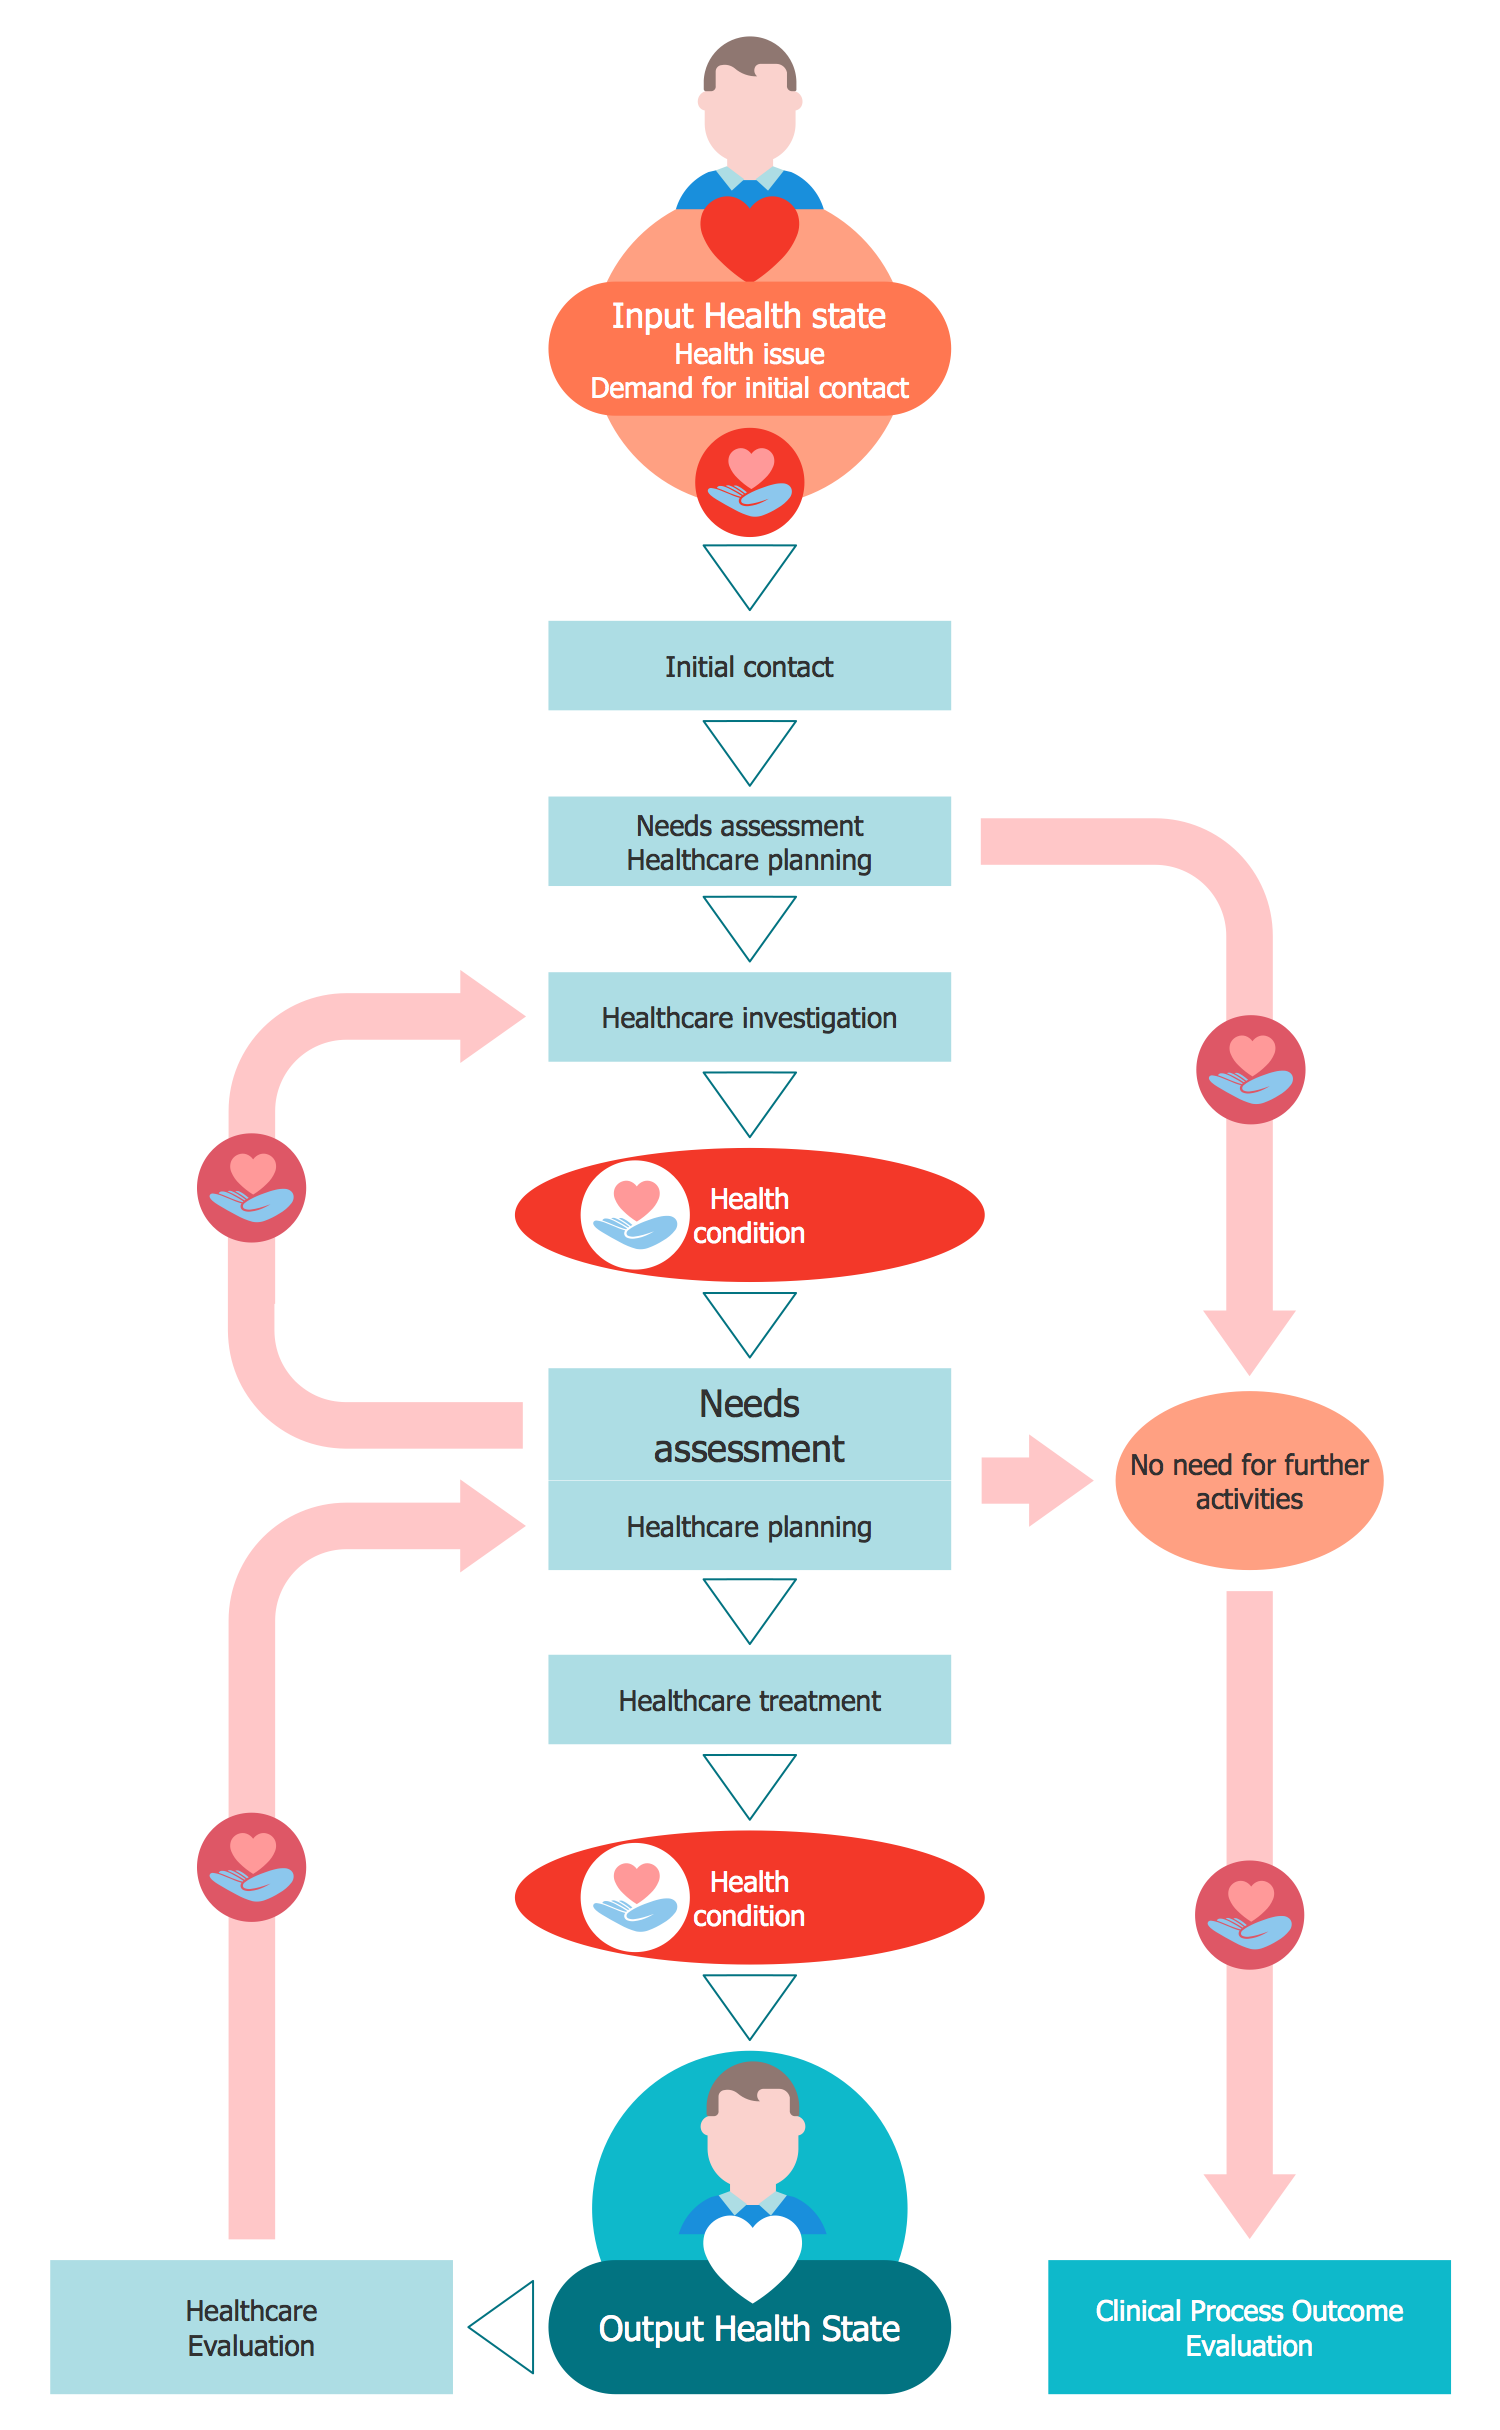 Input Health state
Health issue
Demand for initial contact
Initial contact
Needs assessment
Healthcare planning
Healthcare investigation
Health
condition
Needs
assessment
Healthcare planning
No need for further
activities
Healthcare treatment
Health
condition
Output Health State
Healthcare
Evaluation
Clinical Process Outcome
Evaluation